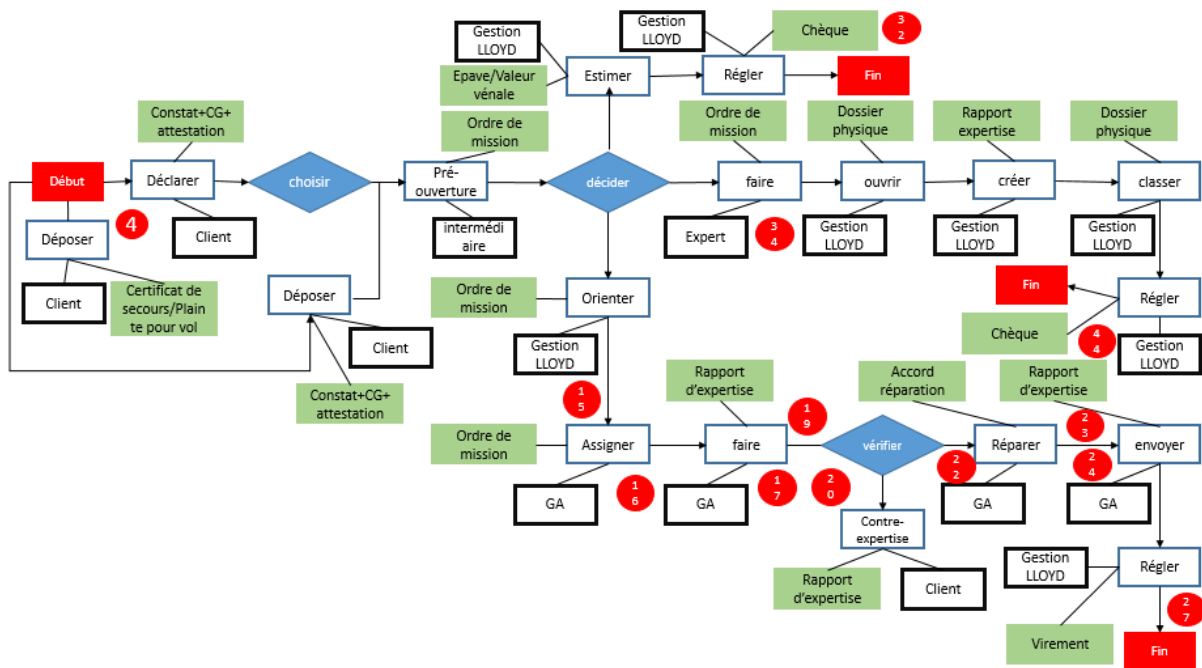 Gestion
LLOYD
Gestion
LLOYD
Chèque
3
2
Epave/Valeur
vénale
Estimer
Régler
Fin
Constat+CG+
attestation
Ordre de
mission
Ordre de
mission
Dossier
physique
Rapport
expertise
Dossier
physique
Début
Déclarer
choisir
Pré-
ouverture
décider
faire
ouvrir
créer
classer
Déposer
4
Client
intermédi
aire
Expert
3
4
Gestion
LLOYD
Gestion
LLOYD
Gestion
LLOYD
Client
Certificat de
secours/Plain
te pour vol
Déposer
Client
Constat+CG+
attestation
Ordre de
mission
Orienter
Gestion
LLOYD
Fin
Régler
Chèque
4
4
Gestion
LLOYD
1
5
Rapport
d’expertise
1
9
Accord
réparation
Rapport
d’expertise
2
3
Ordre de
mission
Assigner
faire
vérifier
Réparer
envoyer
GA
1
6
GA
1
7
2
0
2
2
GA
2
4
GA
Contre-
expertise
Rapport
d’expertise
Client
Gestion
LLOYD
Régler
2
7
Virement
Fin